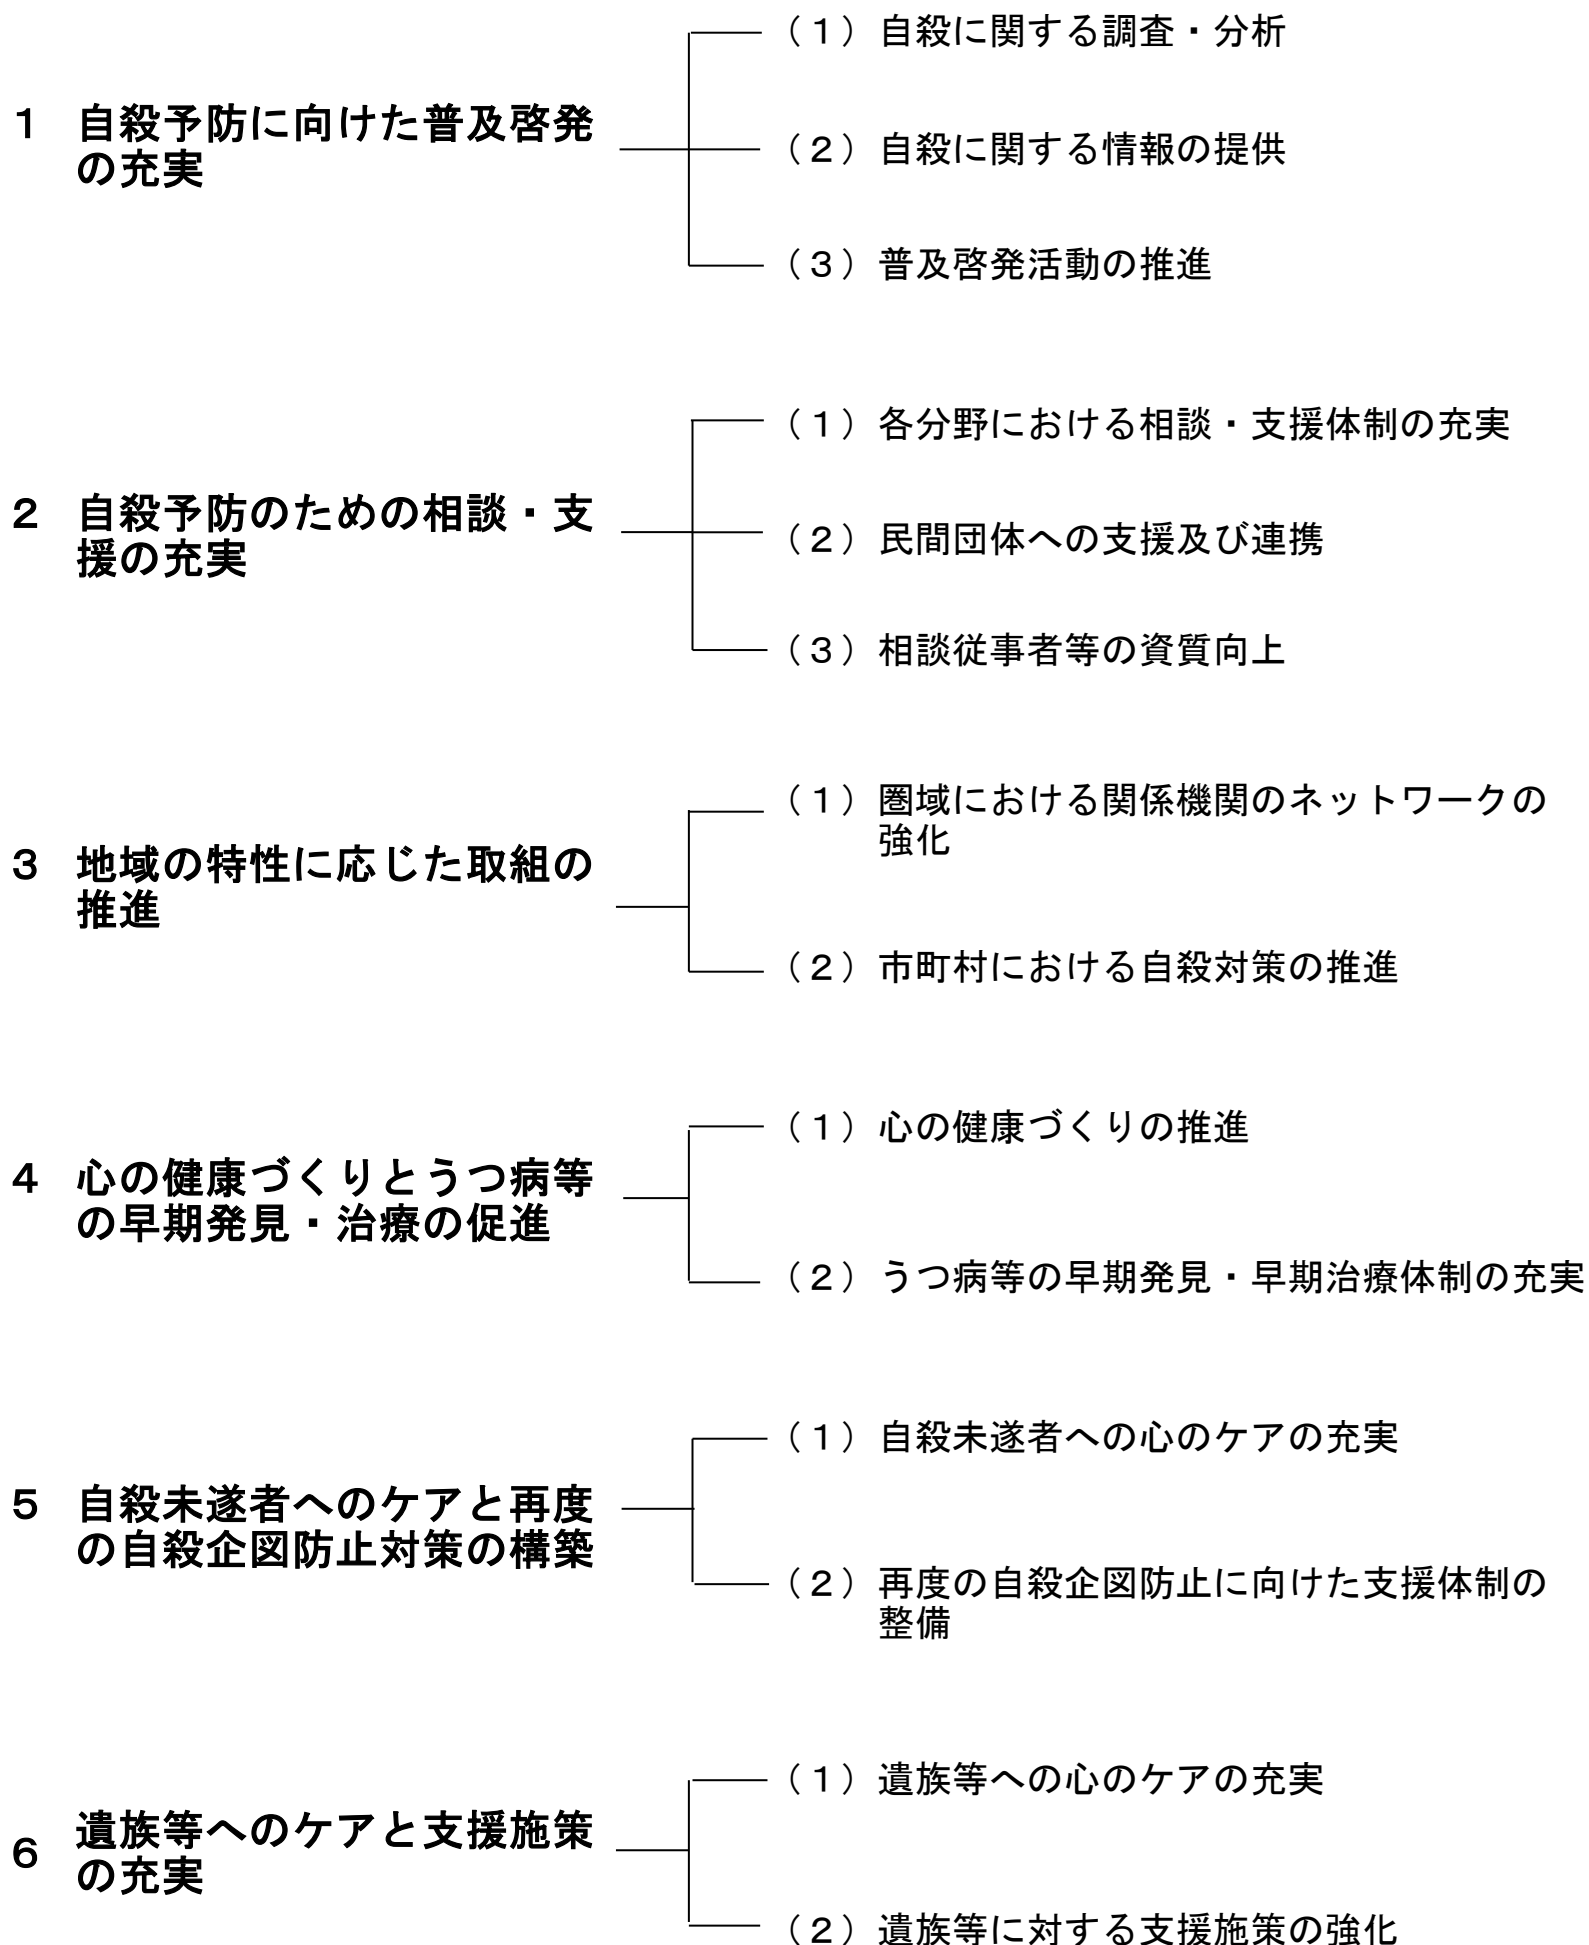 1 自殺予防に向けた普及啓発
の充実
（1）自殺に関する調査・分析
（2）自殺に関する情報の提供
（3）普及啓発活動の推進
2 自殺予防のための相談・支
援の充実
（1）各分野における相談・支援体制の充実
（2）民間団体への支援及び連携
（3）相談従事者等の資質向上
3 地域の特性に応じた取組の
推進
（1）圏域における関係機関のネットワークの
強化
（2）市町村における自殺対策の推進
4 心の健康づくりとうつ病等
の早期発見・治療の促進
（1）心の健康づくりの推進
（2）うつ病等の早期発見・早期治療体制の充実
5 自殺未遂者へのケアと再度
の自殺企図防止対策の構築
（1）自殺未遂者への心のケアの充実
（2）再度の自殺企図防止に向けた支援体制の
整備
6 遺族等へのケアと支援施策
の充実
（1）遺族等への心のケアの充実
（2）遺族等に対する支援施策の強化